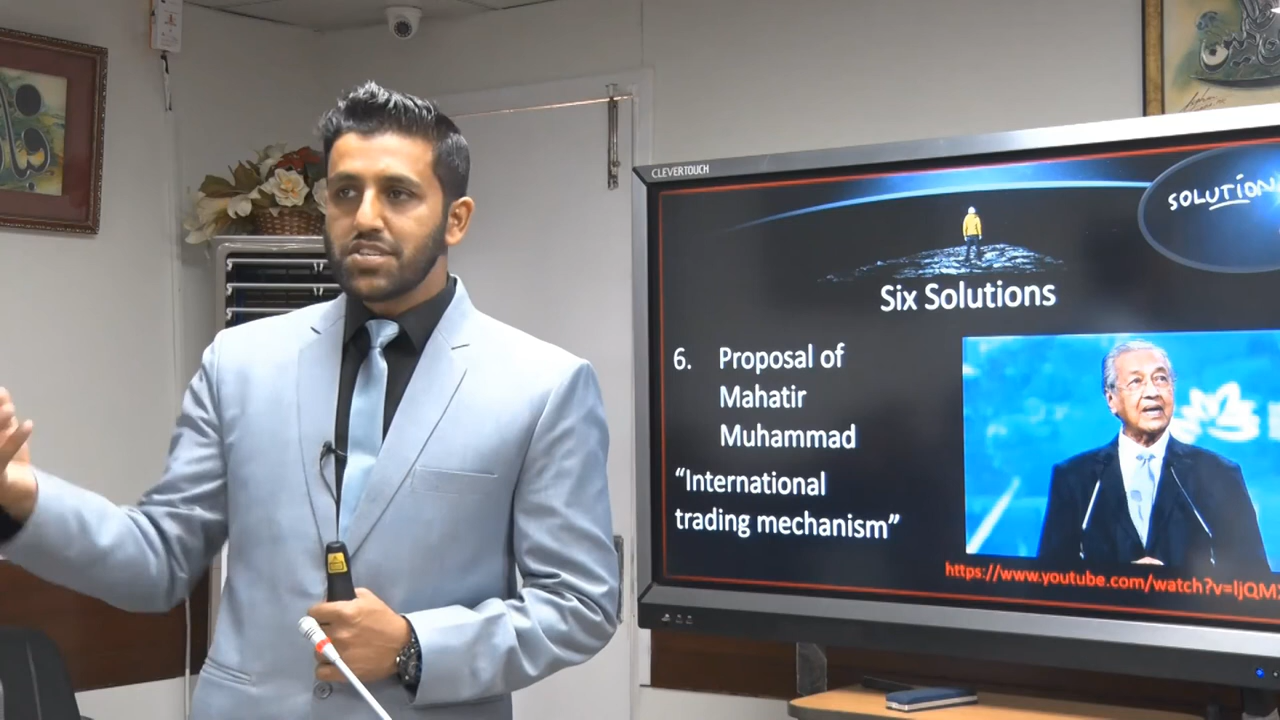 CLEVERTOUCH
SOLUTION
Six Solutions
6. Proposal of
Mahatir
Muhammad
“International
trading mechanism”
https://www.youtube.com/watch?v=ljQM